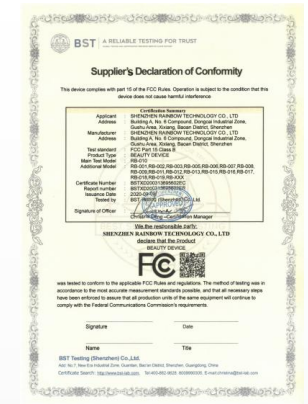 BST
A RELIABLE TESTING FOR TRUST
Supplier's Declaration of Conformity
This device complies with part 15 of the FCC Rules. Operation is subject to the condition that this
device does not cause harmful interference.
Certification Summary
Applicant SHENZHEN RAINBOW TECHNOLOGY CO., LTD
Address Building A, No. 6 Compound, Dongcai Industrial Zone,
Gushu Area, Xixiang, Baoan District, Shenzhen
Manufacturer SHENZHEN RAINBOW TECHNOLOGY CO., LTD
Address Building A, No. 6 Compound, Dongcai Industrial Zone,
Gushu Area, Xixiang, Baoan District, Shenzhen
Test standard FCC Part 15 Class B
Product Type BEAUTY DEVICE
Main Test Model RB-010
Additional Model RB-001,RB-002,RB-003,RB-005,RB-006,RB-007,RB-008,
RB-009,RB-011,RB-012,RB-013,RB-015,RB-016,RB-017,
RB-018,RB-019,RB-XXX
Certificate Number
Report number
Issuance Date
Tested by
APPROVED
Signature of Officer
Certification Manager
We the responsible party:
SHENZHEN RAINBOW TECHNOLOGY CO., LTD
declare that the product
BEAUTY DEVICE
FC
was tested to conform to the applicable FCC Rules and regulations. The method of testing was in
accordance to the most accurate measurement standards possible, and that all necessary steps
have been enforced to assure that all production units of the same equipment will continue to
comply with the Federal Communications Commission's requirements.
Signature Date
Name Title
BST Testing (Shenzhen) Co.,Ltd.